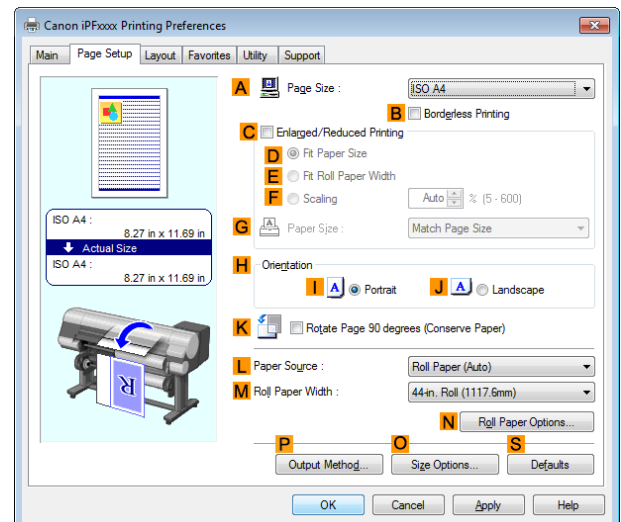 Canon iPFxxxx Printing Preferences
Main Page Setup Layout Favorites Utility Support
A Page Size : ISO A4
B Borderless Printing
C Enlarged/Reduced Printing
D Fit Paper Size
E Fit Roll Paper Width
F Scaling Auto % (5 - 600)
G Paper Size : Match Page Size
ISO A4 :
8.27 in x 11.69 in
Actual Size
ISO A4 :
8.27 in x 11.69 in
H Orientation
I A Portrait J A Landscape
K Rotate Page 90 degrees (Conserve Paper)
R
L Paper Source : Roll Paper (Auto)
M Roll Paper Width : 44-in. Roll (1117.6mm)
N Roll Paper Options...
P O S
Output Method... Size Options... Defaults
OK Cancel Apply Help